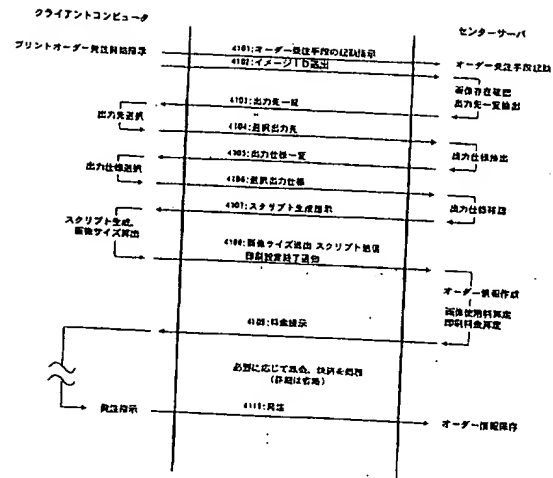 クライアントコンピュータ
センターサーバ
プリントオーダー発注開始指示
4101:オーダー受注手段の起動指示
オーダー受注手段起動
4102:イメージID送出
画像存在確認
出力先一覧抽出
4103:出力先一覧
出力先選択
4104:選択出力先
出力仕様抽出
4105:出力仕様一覧
出力仕様選択
4106:選択出力仕様
出力仕様確認
4107:スクリプト生成指示
スクリプト生成、
画像サイズ算出
4108:画像サイズ送出 スクリプト送信
印刷設定終了通知
オーダー情報作成
画像使用料算定
印刷料金算定
4109:料金提示
必要に応じて
(詳細は省略)
発注指示
4110:発注
オーダー情報保存